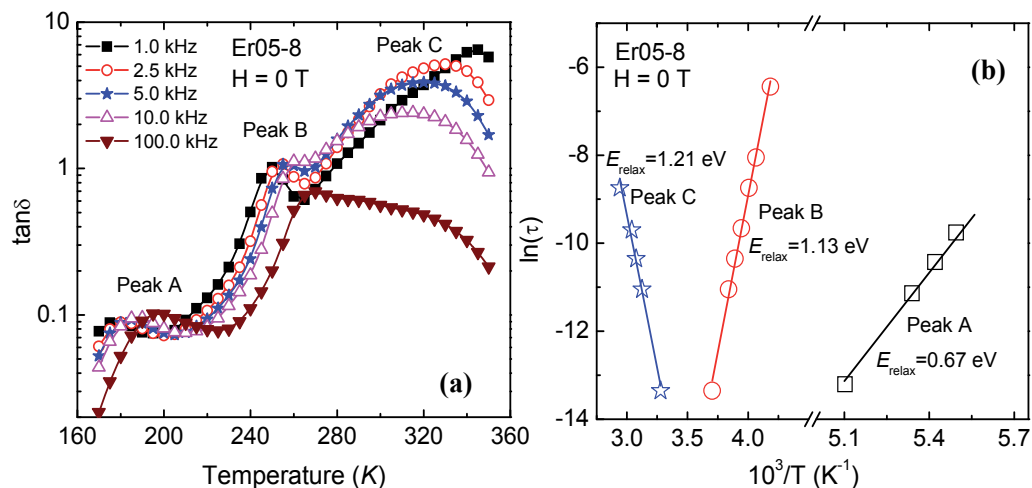 10
1
0.1
tanδ
1.0 kHz
2.5 kHz
5.0 kHz
10.0 kHz
100.0 kHz
Er05-8
H = 0 T
Peak C
Peak B
Peak A
(a)
160 200 240 280 320 360
Temperature (K)
-6
-8
-10
-12
-14
ln(τ)
Er05-8
H = 0 T
(b)
E_relax=1.21 eV
Peak C
Peak B
E_relax=1.13 eV
Peak A
E_relax=0.67 eV
3.0 3.5 4.0 5.1 5.4 5.7
10³/T (K⁻¹)